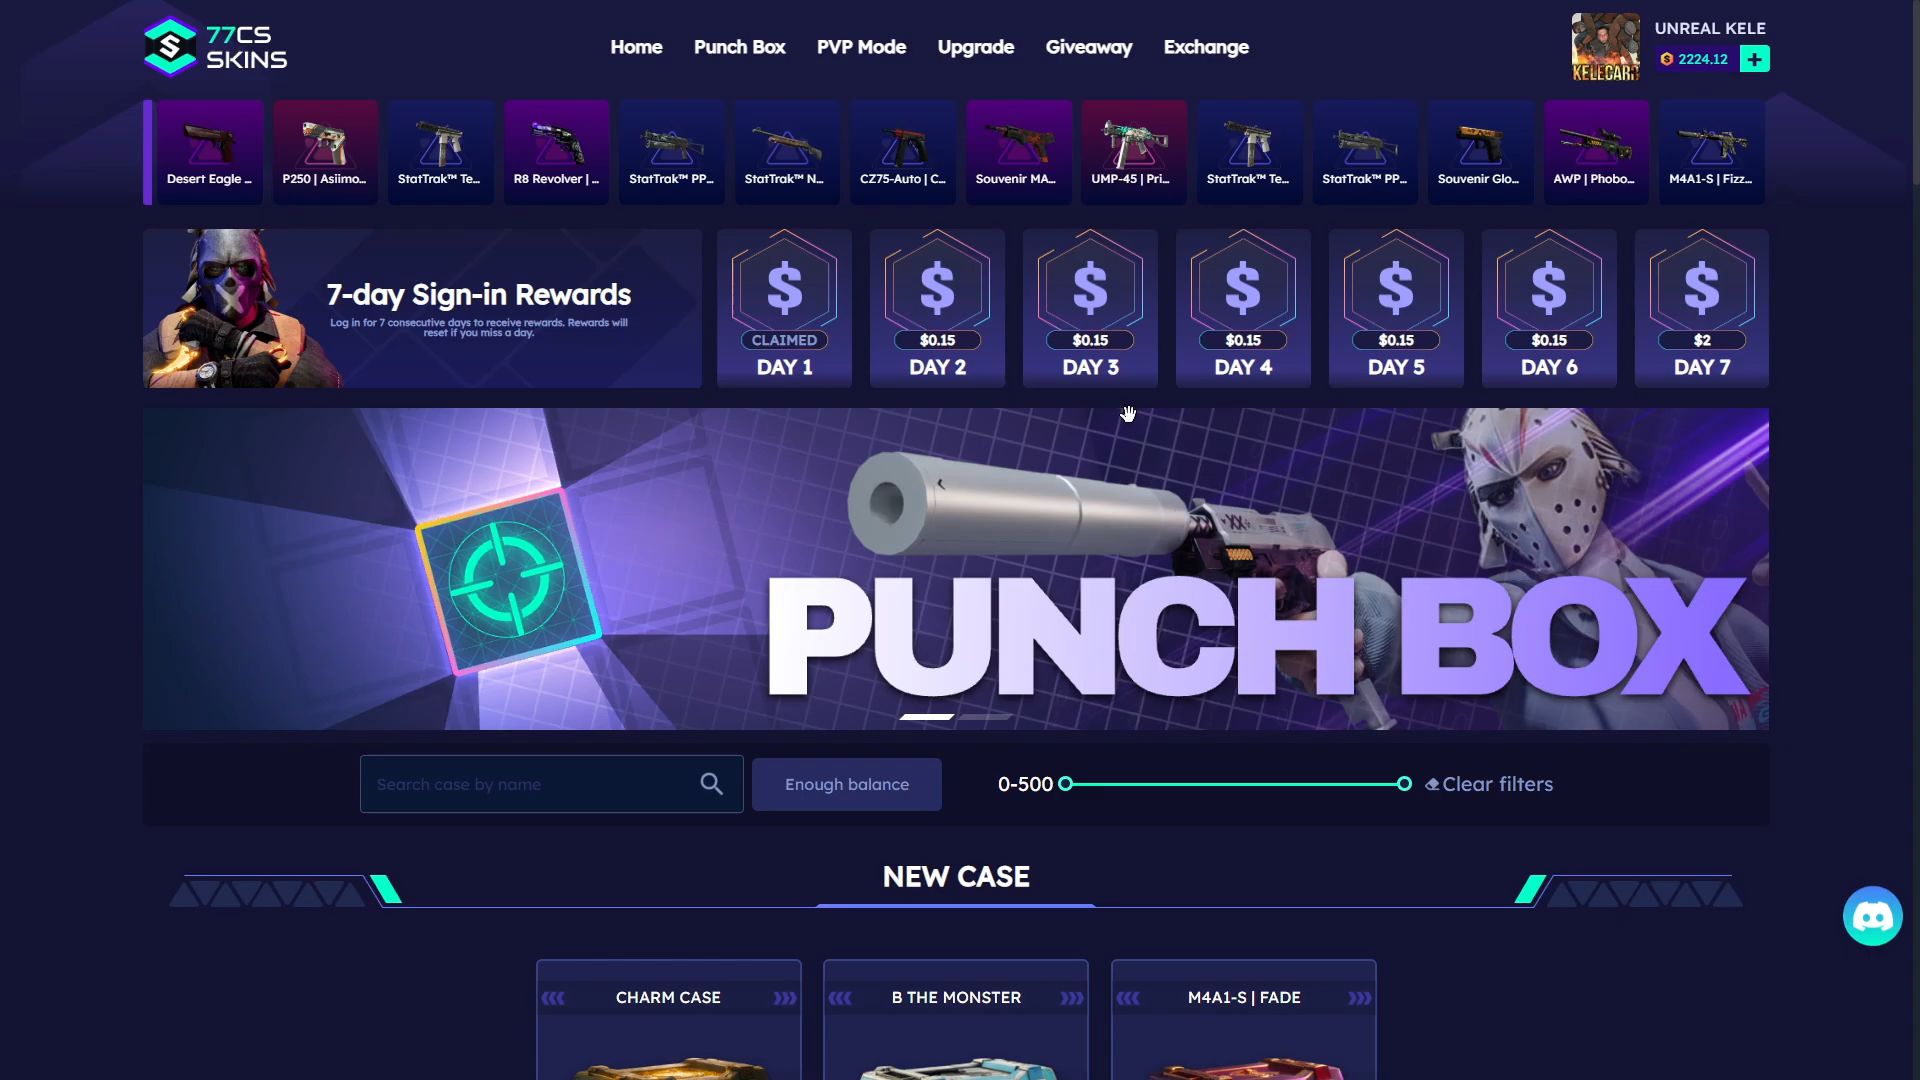 77CS
SKINS
Home
Punch Box
PVP Mode
Upgrade
Giveaway
Exchange
UNREAL KELE
2224.12
KELECARD
Desert Eagle ...
P250 | Asiimo...
StatTrak™ Te...
R8 Revolver | ...
StatTrak™ PP...
StatTrak™ N...
CZ75-Auto | C...
Souvenir MA...
UMP-45 | Pri...
StatTrak™ Te...
StatTrak™ PP...
Souvenir Glo...
AWP | Phobo...
M4A1-S | Fizz...
7-day Sign-in Rewards
Log in for 7 consecutive days to receive rewards. Rewards will
reset if you miss a day.
CLAIMED
DAY 1
$0.15
DAY 2
$0.15
DAY 3
$0.15
DAY 4
$0.15
DAY 5
$0.15
DAY 6
$2
DAY 7
PUNCH BOX
Search case by name
Enough balance
0-500
Clear filters
NEW CASE
CHARM CASE
B THE MONSTER
M4A1-S | FADE